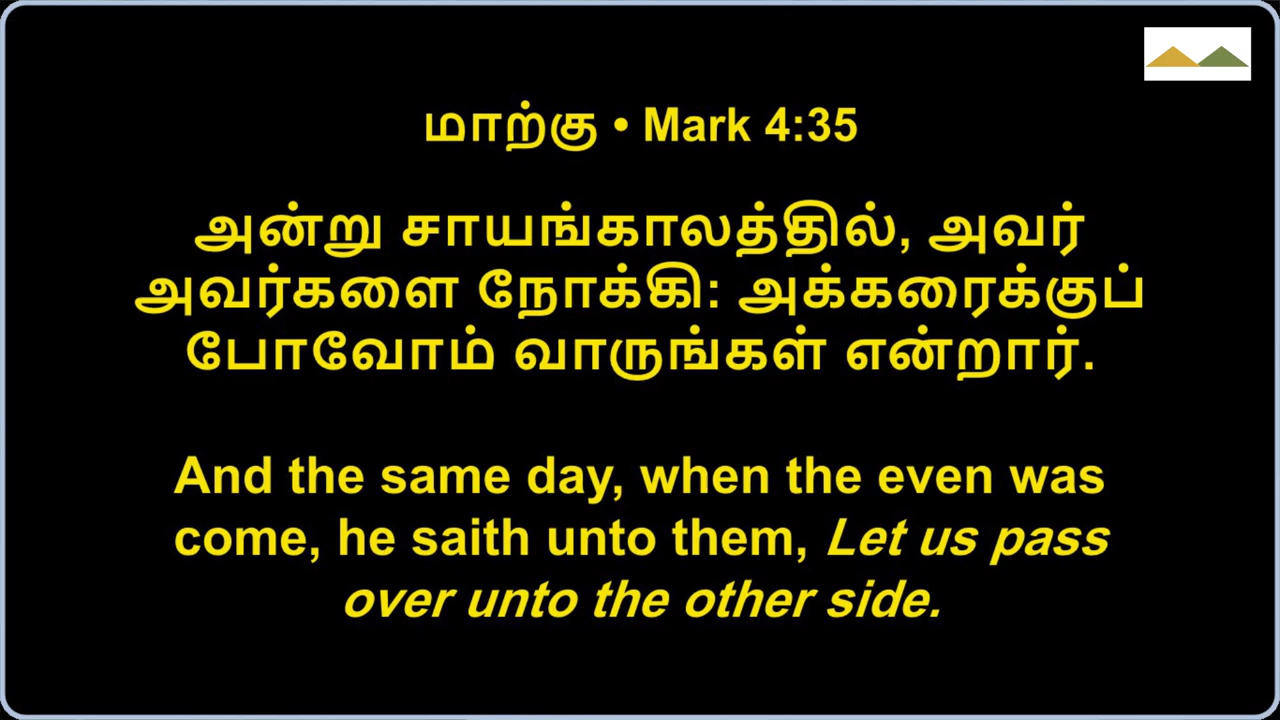 மாற்கு • Mark 4:35
அன்று சாயங்காலத்தில், அவர்
அவர்களை நோக்கி: அக்கரைக்குப்
போவோம் வாருங்கள் என்றார்.
And the same day, when the even was
come, he saith unto them, Let us pass
over unto the other side.